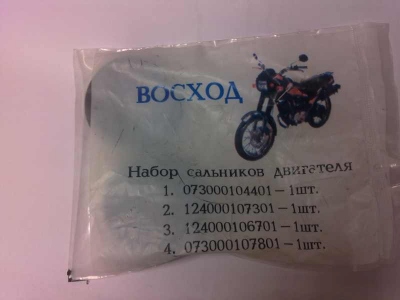 ВОСХОД
Набор сальников двигателя
1. 073000104401 – 1шт.
2. 124000107301 – 1шт.
3. 124000106701 – 1шт.
4. 073000107801 – 1шт.